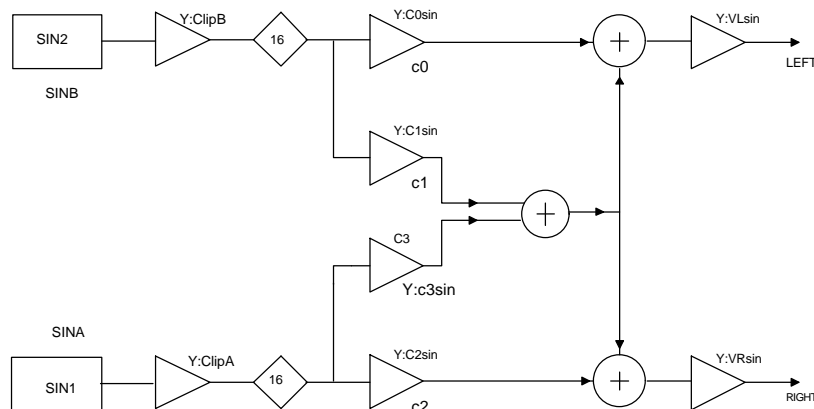 Y:ClipB
Y:C0sin
Y:VLsin
SIN2
16
LEFT
c0
SINB
Y:C1sin
c1
C3
Y:c3sin
SINA
Y:ClipA
Y:C2sin
Y:VRsin
SIN1
16
RIGHT
c2